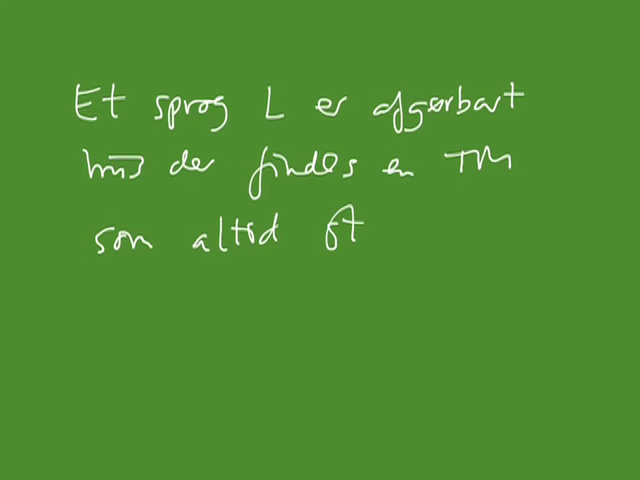 Et sprog L er afgørbart
hvis der findes en TM
som altid